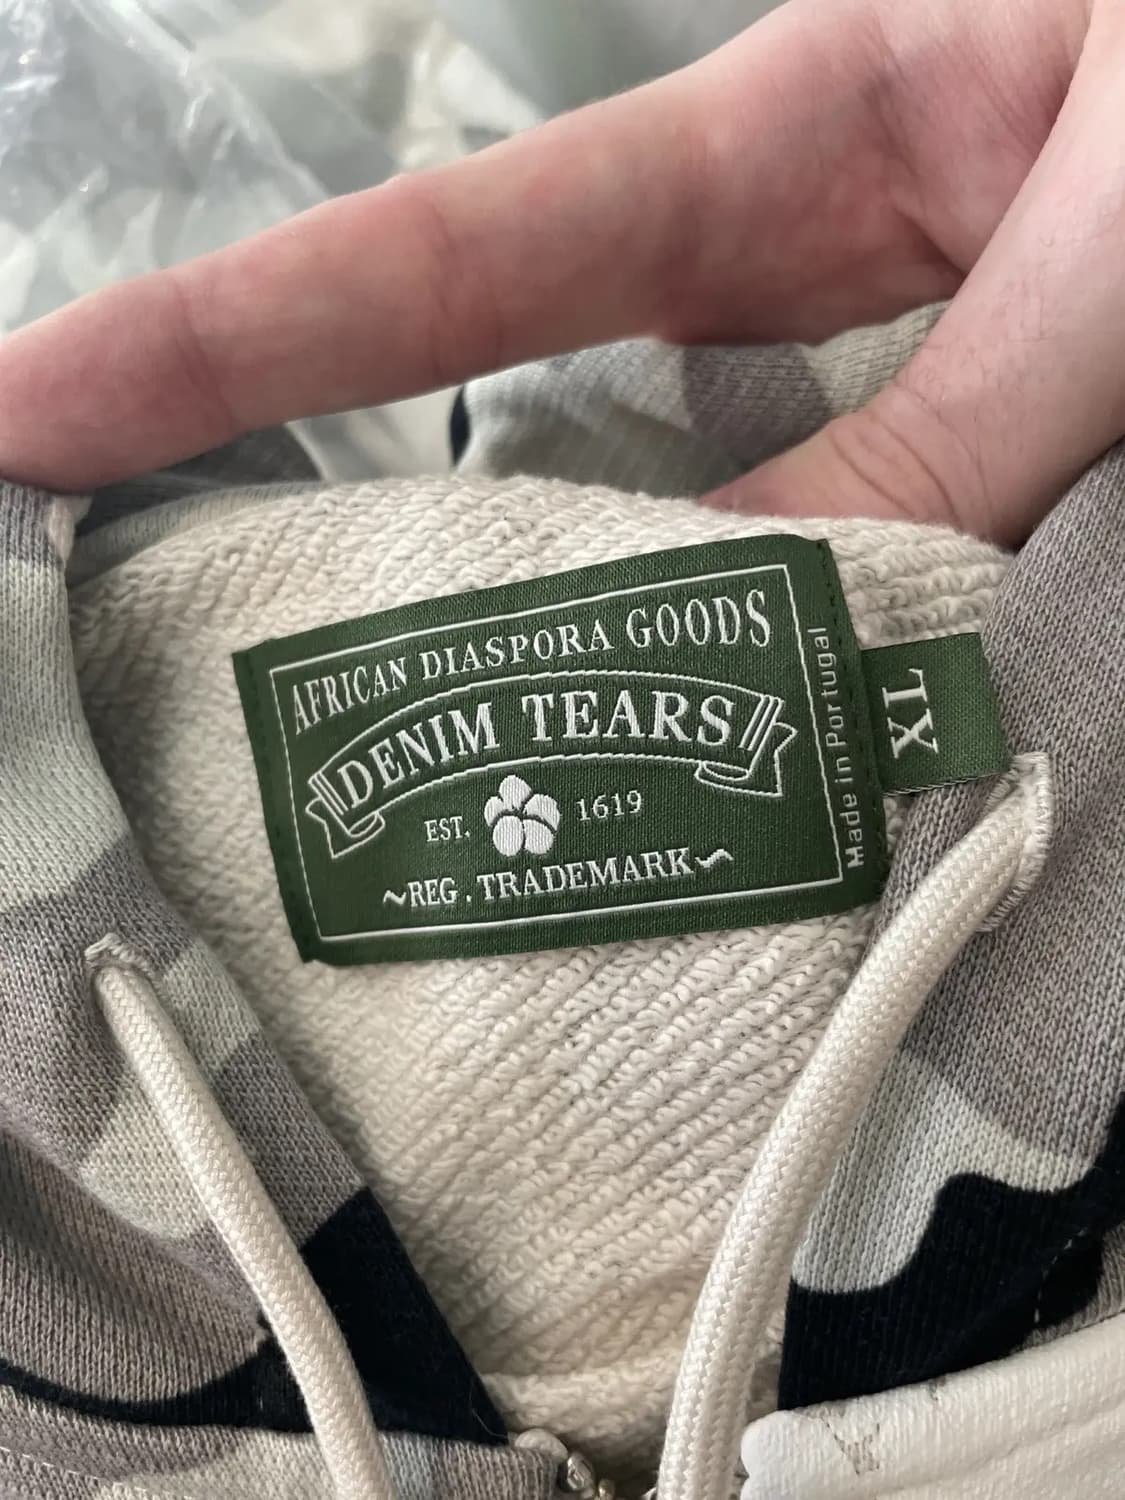 AFRICAN DIASPORA GOODS
DENIM TEARS
EST. 1619
~REG. TRADEMARK~
Made in Portugal
XL